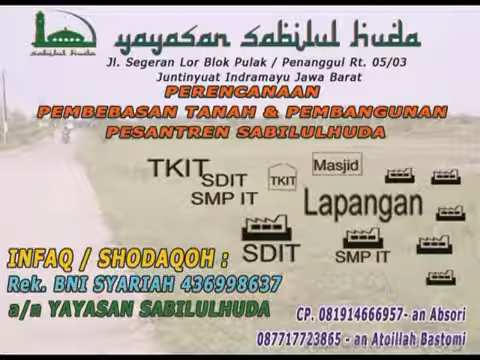 yayasan sabilul huda
sabilul huda
Jl. Segeran Lor Blok Pulak / Penanggul Rt. 05/03
Juntinyuat Indramayu Jawa Barat
PERENCANAAN
PEMBEBASAN TANAH & PEMBANGUNAN
PESANTREN SABILULHUDA
TKIT
SDIT
SMP IT
TKIT
Masjid
Lapangan
SDIT
SMP IT
INFAQ / SHODAQOH :
Rek. BNI SYARIAH 436998637
a/n YAYASAN SABILULHUDA
CP. 081914666957- an Absori
087717723865 - an Atoillah Bastomi